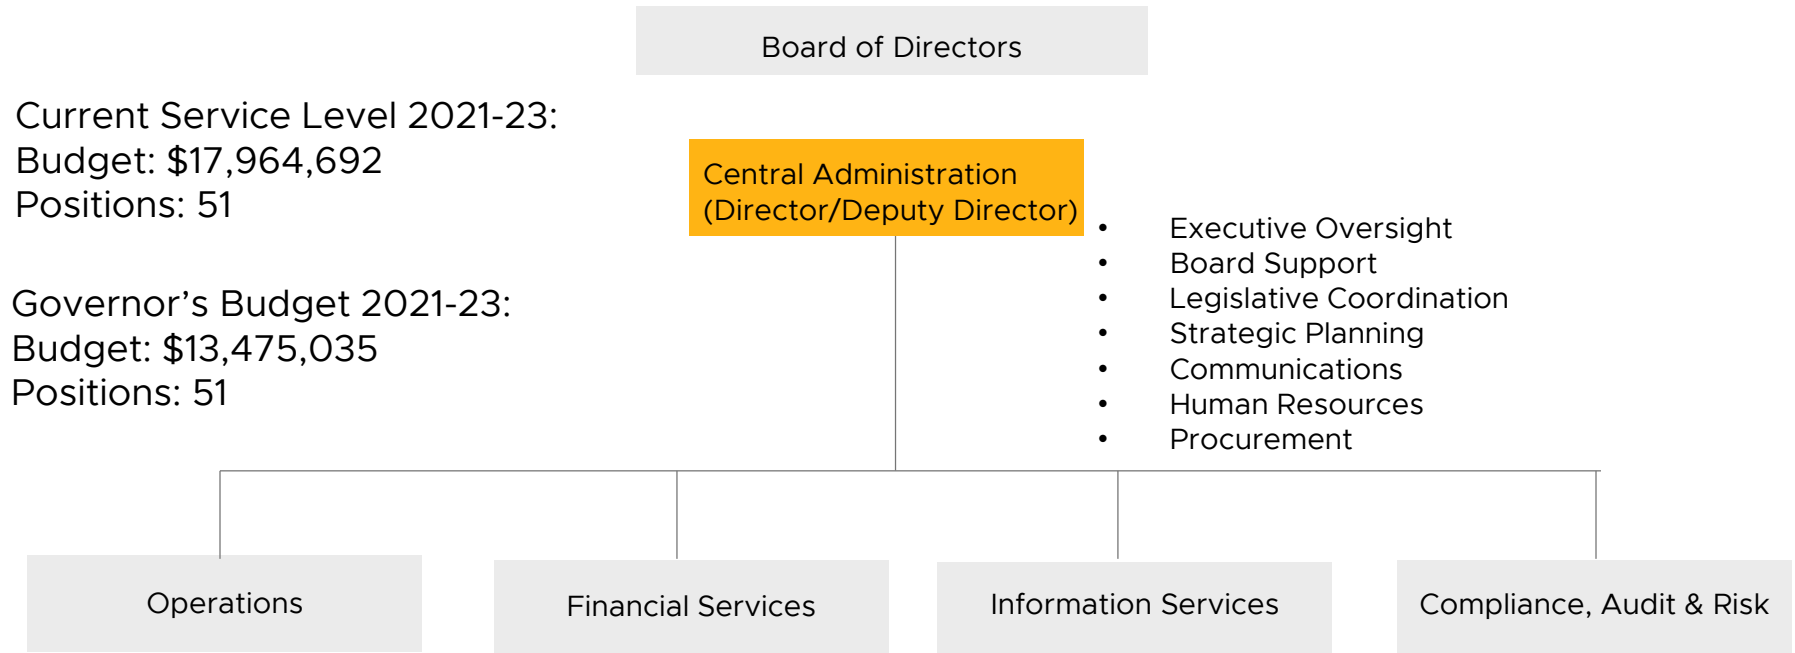 Board of Directors
Current Service Level 2021-23:
Budget: $17,964,692
Positions: 51
Governor’s Budget 2021-23:
Budget: $13,475,035
Positions: 51
Central Administration
(Director/Deputy Director)
• Executive Oversight
• Board Support
• Legislative Coordination
• Strategic Planning
• Communications
• Human Resources
• Procurement
Operations
Financial Services
Information Services
Compliance, Audit & Risk